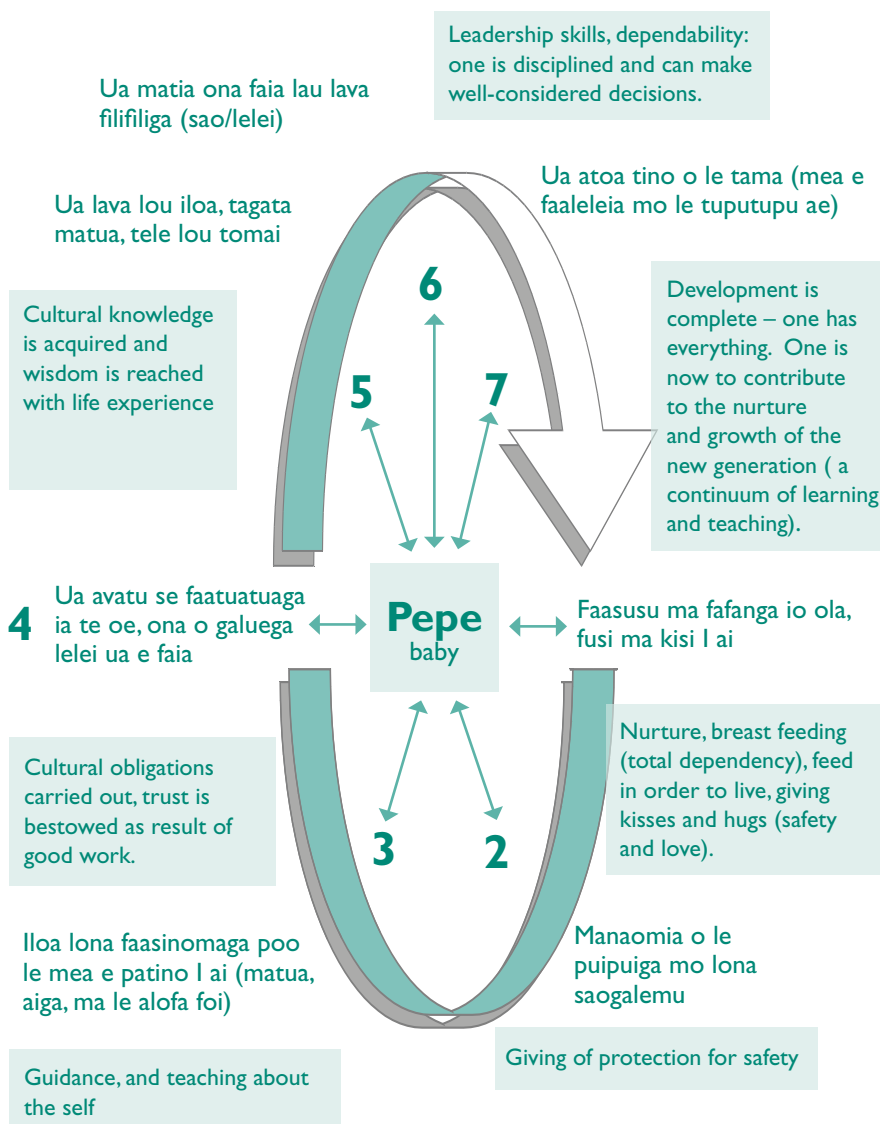 Leadership skills, dependability:
one is disciplined and can make
well-considered decisions.
Ua matia ona faia lau lava
filifiliga (sao/lelei)
Ua atoa tino o le tama (mea e
faaleleia mo le tuputupu ae)
Ua lava lou iloa, tagata
matua, tele lou tomai
6
Development is
complete – one has
everything. One is
now to contribute
to the nurture
and growth of the
new generation ( a
continuum of learning
and teaching).
Cultural knowledge
is acquired and
wisdom is reached
with life experience
5
7
4
Ua avatu se faatuatuaga
ia te oe, ona o galuega
lelei ua e faia
Pepe
baby
Faasusu ma fafanga io ola,
fusi ma kisi I ai
Nurture, breast feeding
(total dependency), feed
in order to live, giving
kisses and hugs (safety
and love).
Cultural obligations
carried out, trust is
bestowed as result of
good work.
3
2
Iloa lona faasinomaga poo
le mea e patino I ai (matua,
aiga, ma le alofa foi)
Manaomia o le
puipuiga mo lona
saogalemu
Giving of protection for safety
Guidance, and teaching about
the self